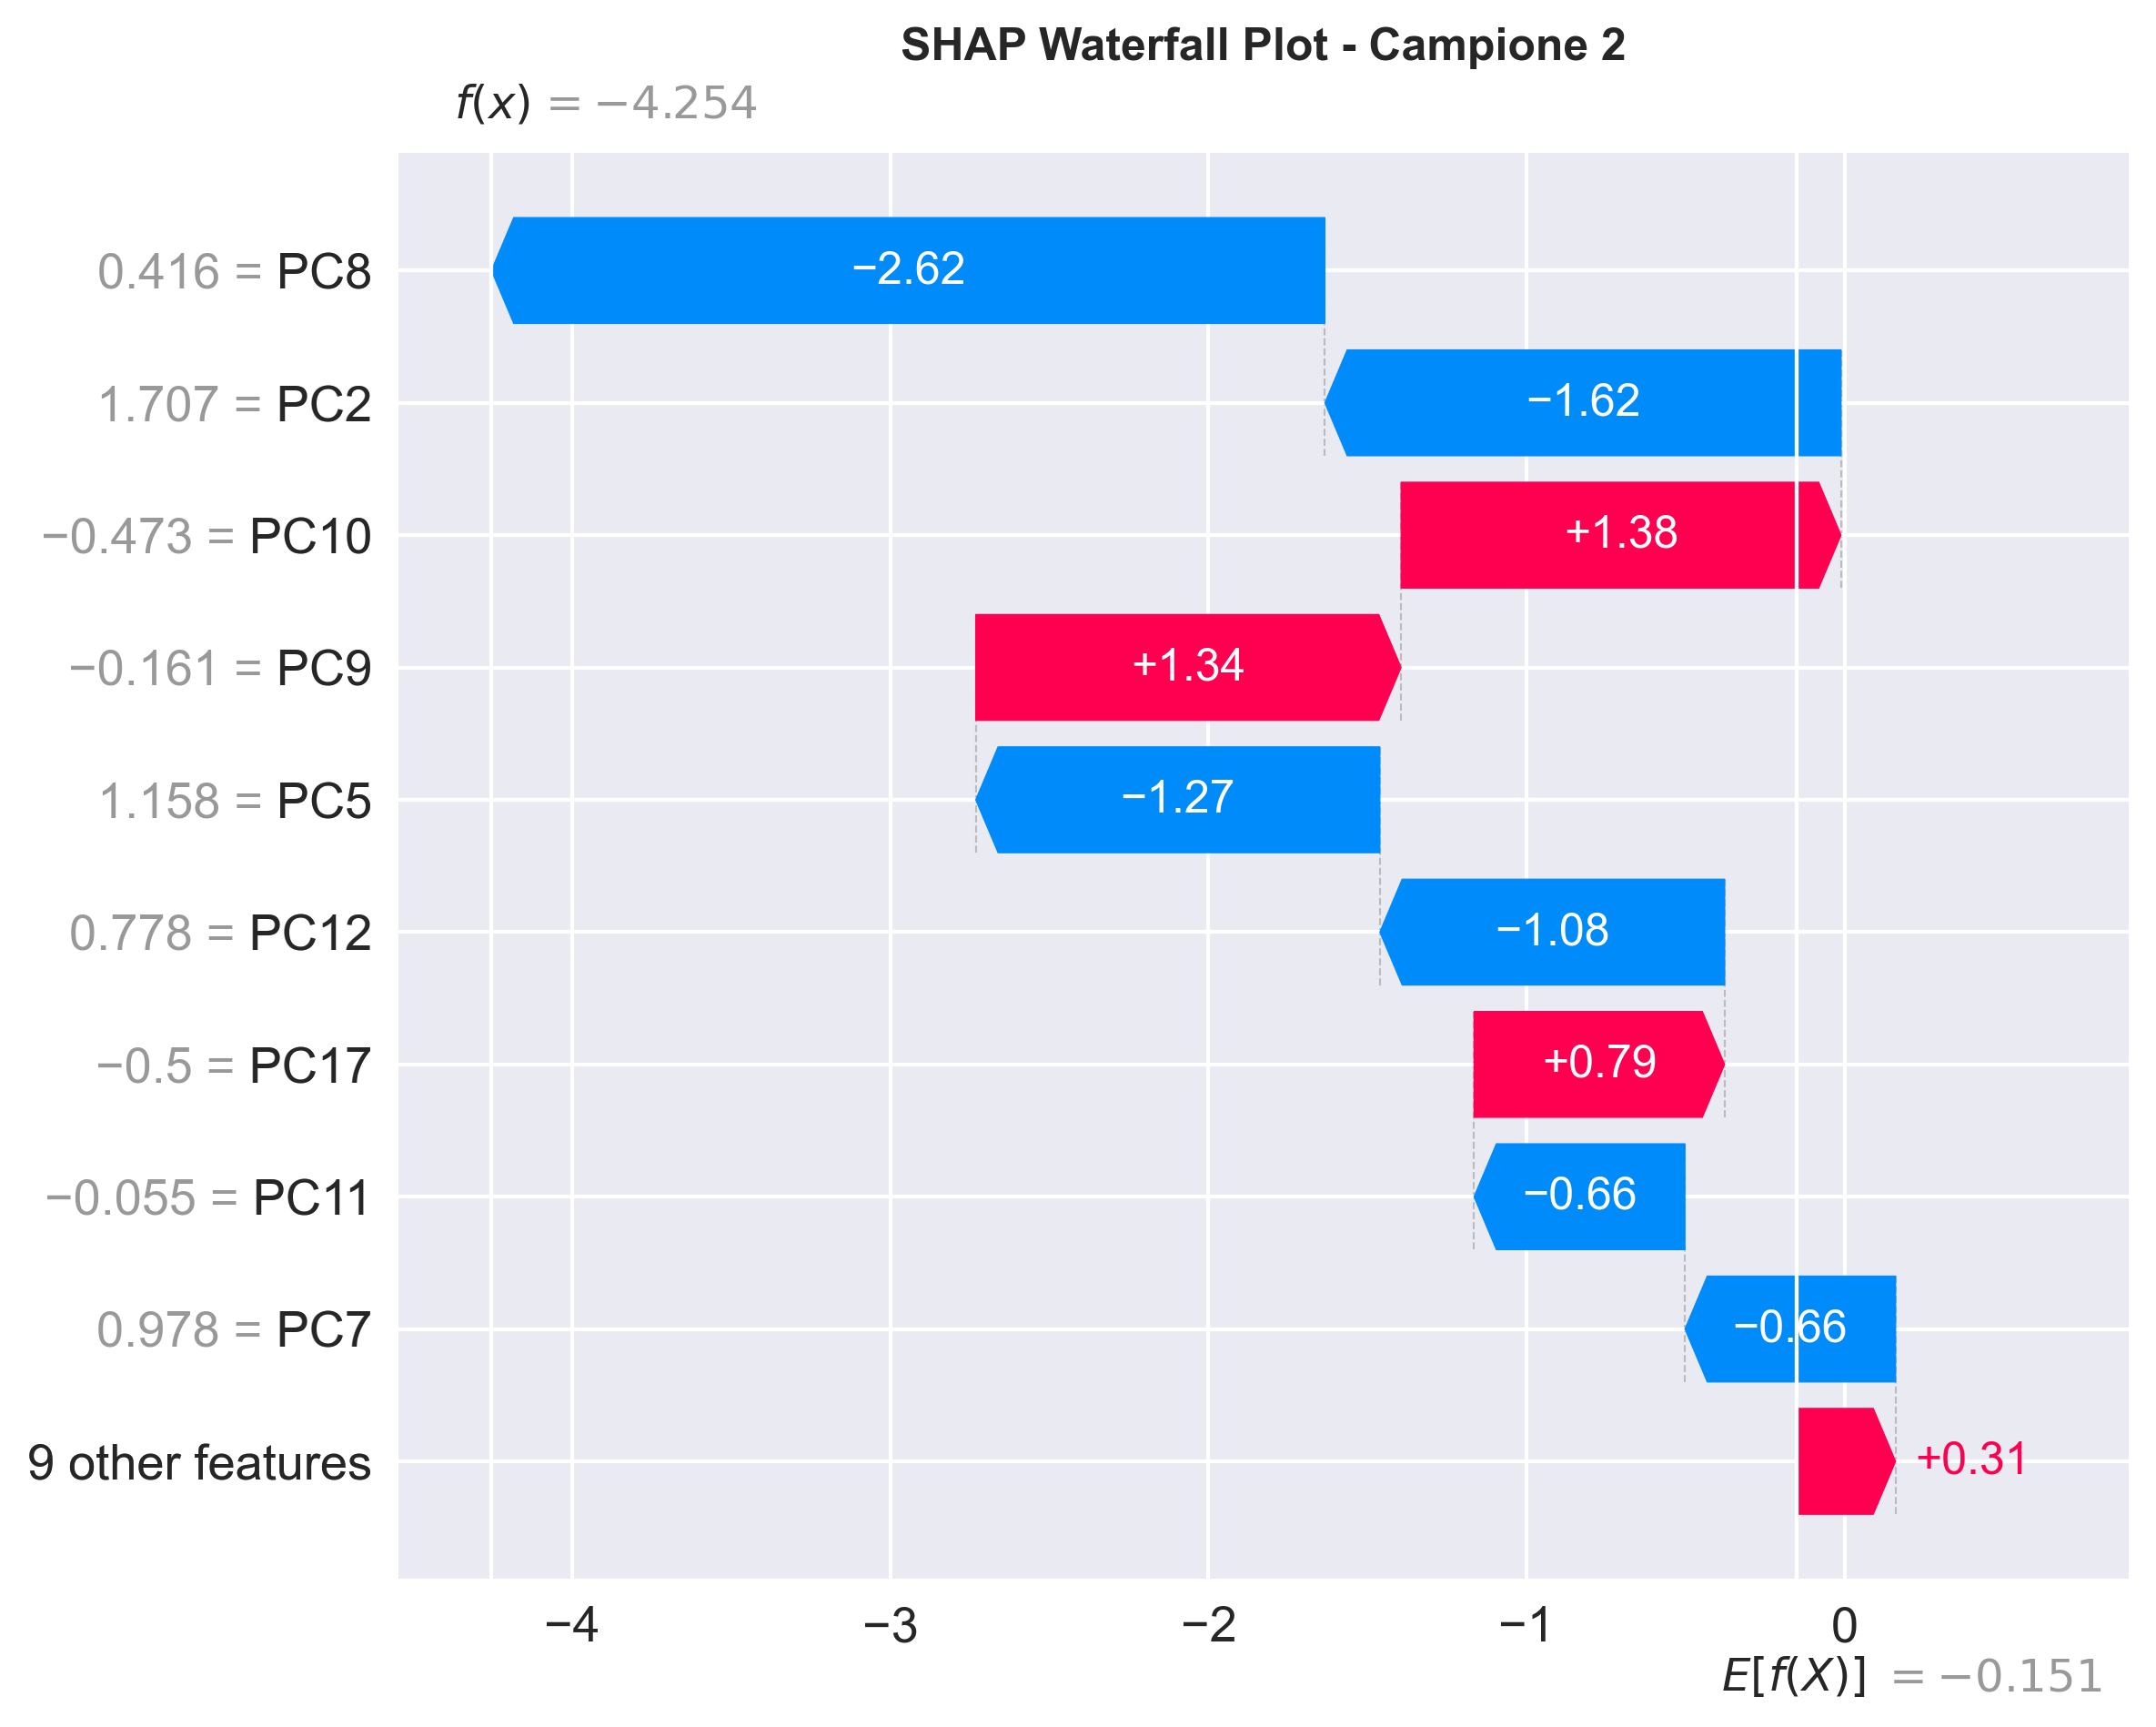 SHAP Waterfall Plot - Campione 2
f(x) = −4.254
0.416 = PC8
−2.62
1.707 = PC2
−1.62
−0.473 = PC10
+1.38
−0.161 = PC9
+1.34
1.158 = PC5
−1.27
0.778 = PC12
−1.08
−0.5 = PC17
+0.79
−0.055 = PC11
−0.66
0.978 = PC7
−0.66
9 other features
+0.31
−4 −3 −2 −1 0
E[f(X)] = −0.151